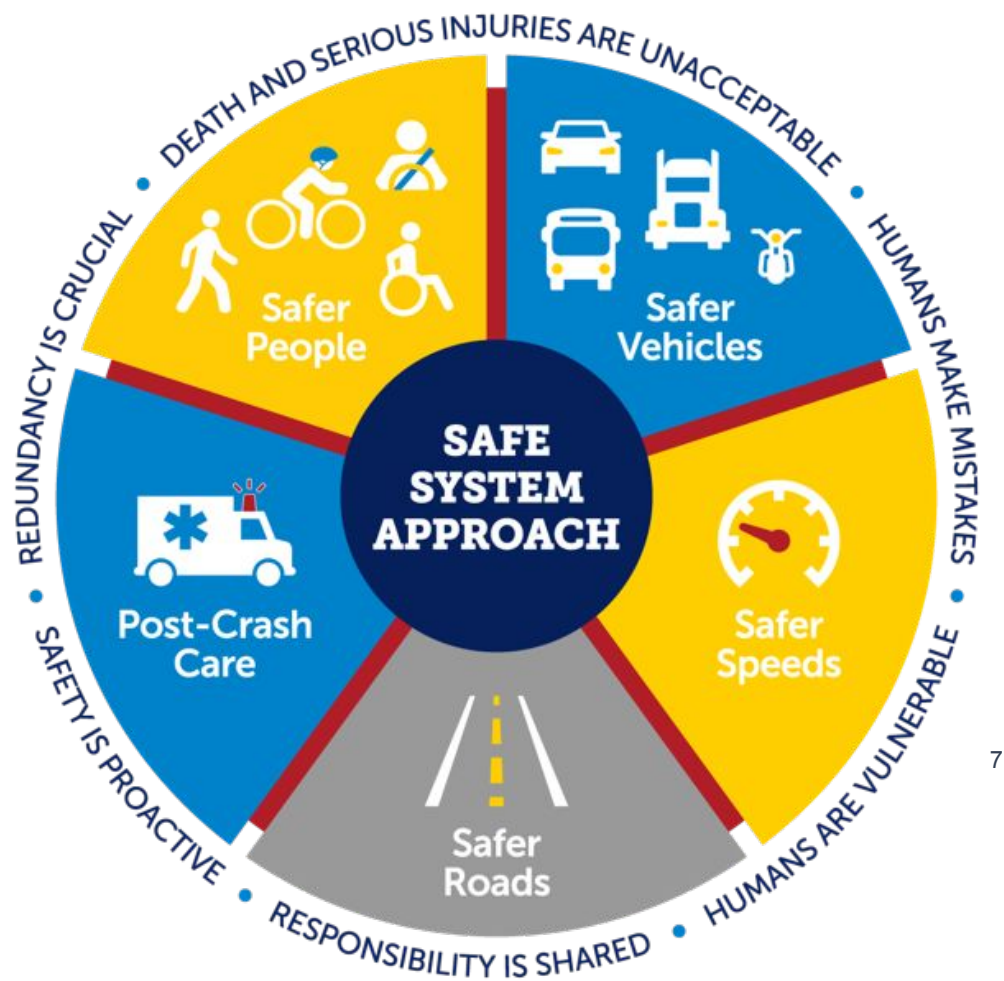 DEATH AND SERIOUS INJURIES ARE UNACCEPTABLE
HUMANS MAKE MISTAKES
HUMANS ARE VULNERABLE
RESPONSIBILITY IS SHARED
SAFETY IS PROACTIVE
REDUNDANCY IS CRUCIAL
Safer
People
Safer
Vehicles
SAFE
SYSTEM
APPROACH
Post-Crash
Care
Safer
Speeds
Safer
Roads
7